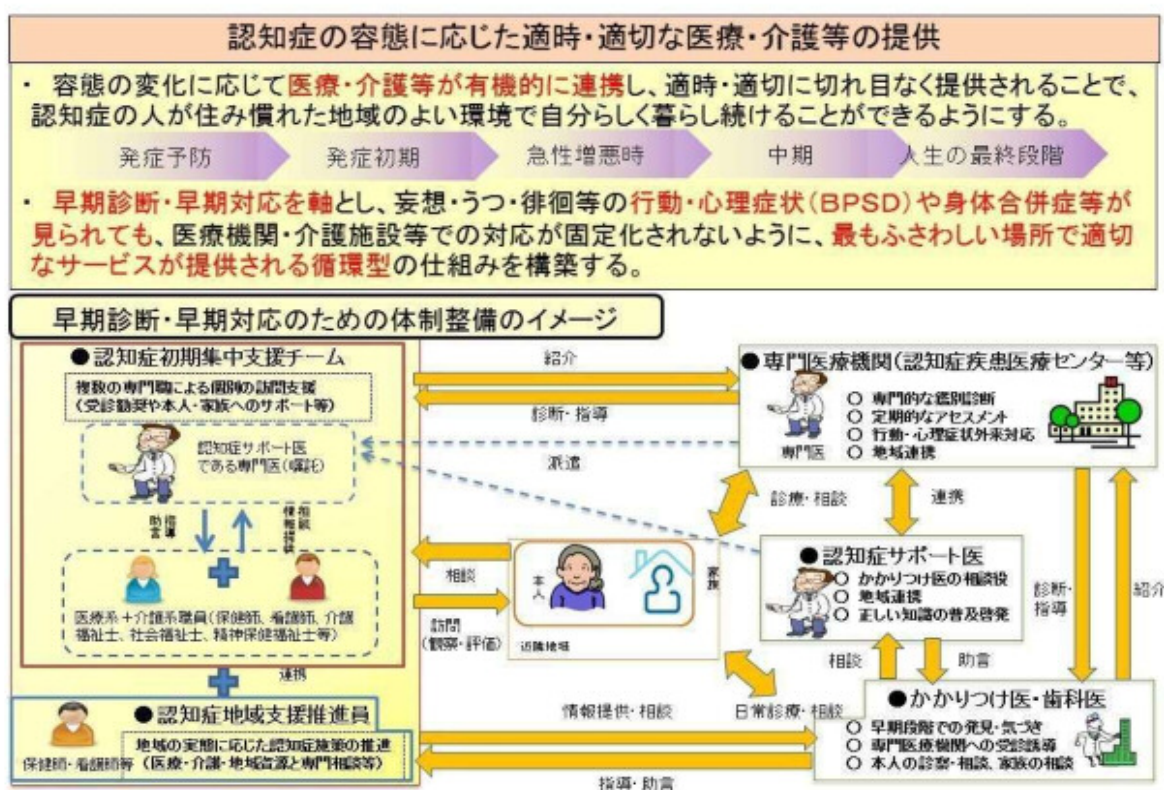 認知症の容態に応じた適時・適切な医療・介護等の提供
・ 容態の変化に応じて医療・介護等が有機的に連携し、適時・適切に切れ目なく提供されることで、
認知症の人が住み慣れた地域のよい環境で自分らしく暮らし続けることができるようにする。
発症予防
発症初期
急性増悪時
中期
人生の最終段階
・ 早期診断・早期対応を軸とし、妄想・うつ・徘徊等の行動・心理症状(BPSD)や身体合併症等が
見られても、医療機関・介護施設等での対応が固定化されないように、最もふさわしい場所で適切
なサービスが提供される循環型の仕組みを構築する。
早期診断・早期対応のための体制整備のイメージ
●認知症初期集中支援チーム
複数の専門職による個別の訪問支援
(受診勧奨や本人・家族へのサポート等)
認知症サポート医
である専門医(嘱託)
指導
助言
相談
情報提供
医療系+介護系職員(保健師、看護師、介護
福祉士、社会福祉士、精神保健福祉士等)
連携
●認知症地域支援推進員
地域の実態に応じた認知症施策の推進
(医療・介護・地域資源と専門相談等)
保健師・看護師等
紹介
診断・指導
派遣
相談
訪問
(観察・評価)
本人
家族
近隣地域
診療・相談
連携
●専門医療機関(認知症疾患医療センター等)
○ 専門的な鑑別診断
○ 定期的なアセスメント
○ 行動・心理症状外来対応
○ 地域連携
専門医
●認知症サポート医
○ かかりつけ医の相談役
○ 地域連携
○ 正しい知識の普及啓発
診断・
指導
紹介
相談
助言
●かかりつけ医・歯科医
○ 早期段階での発見・気づき
○ 専門医療機関への受診誘導
○ 本人の診察・相談、家族の相談
情報提供・相談
日常診療・相談
指導・助言